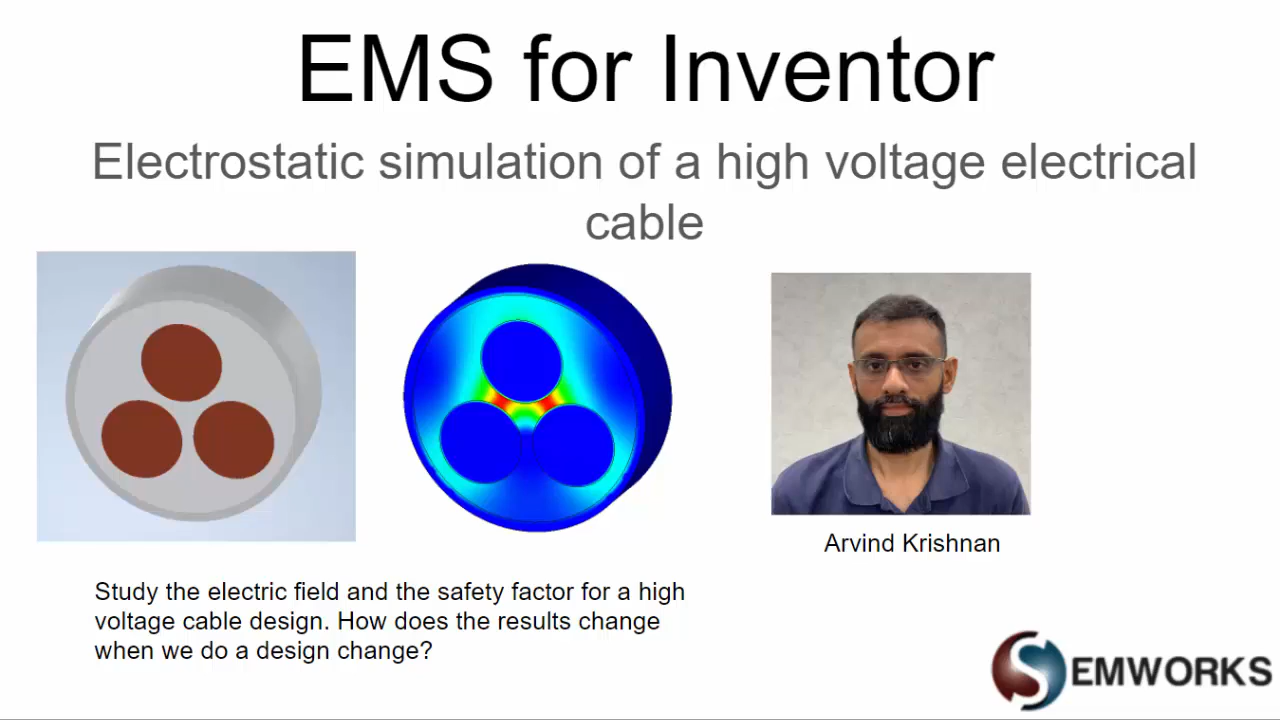 EMS for Inventor
Electrostatic simulation of a high voltage electrical
cable
Arvind Krishnan
Study the electric field and the safety factor for a high
voltage cable design. How does the results change
when we do a design change?
EMWORKS